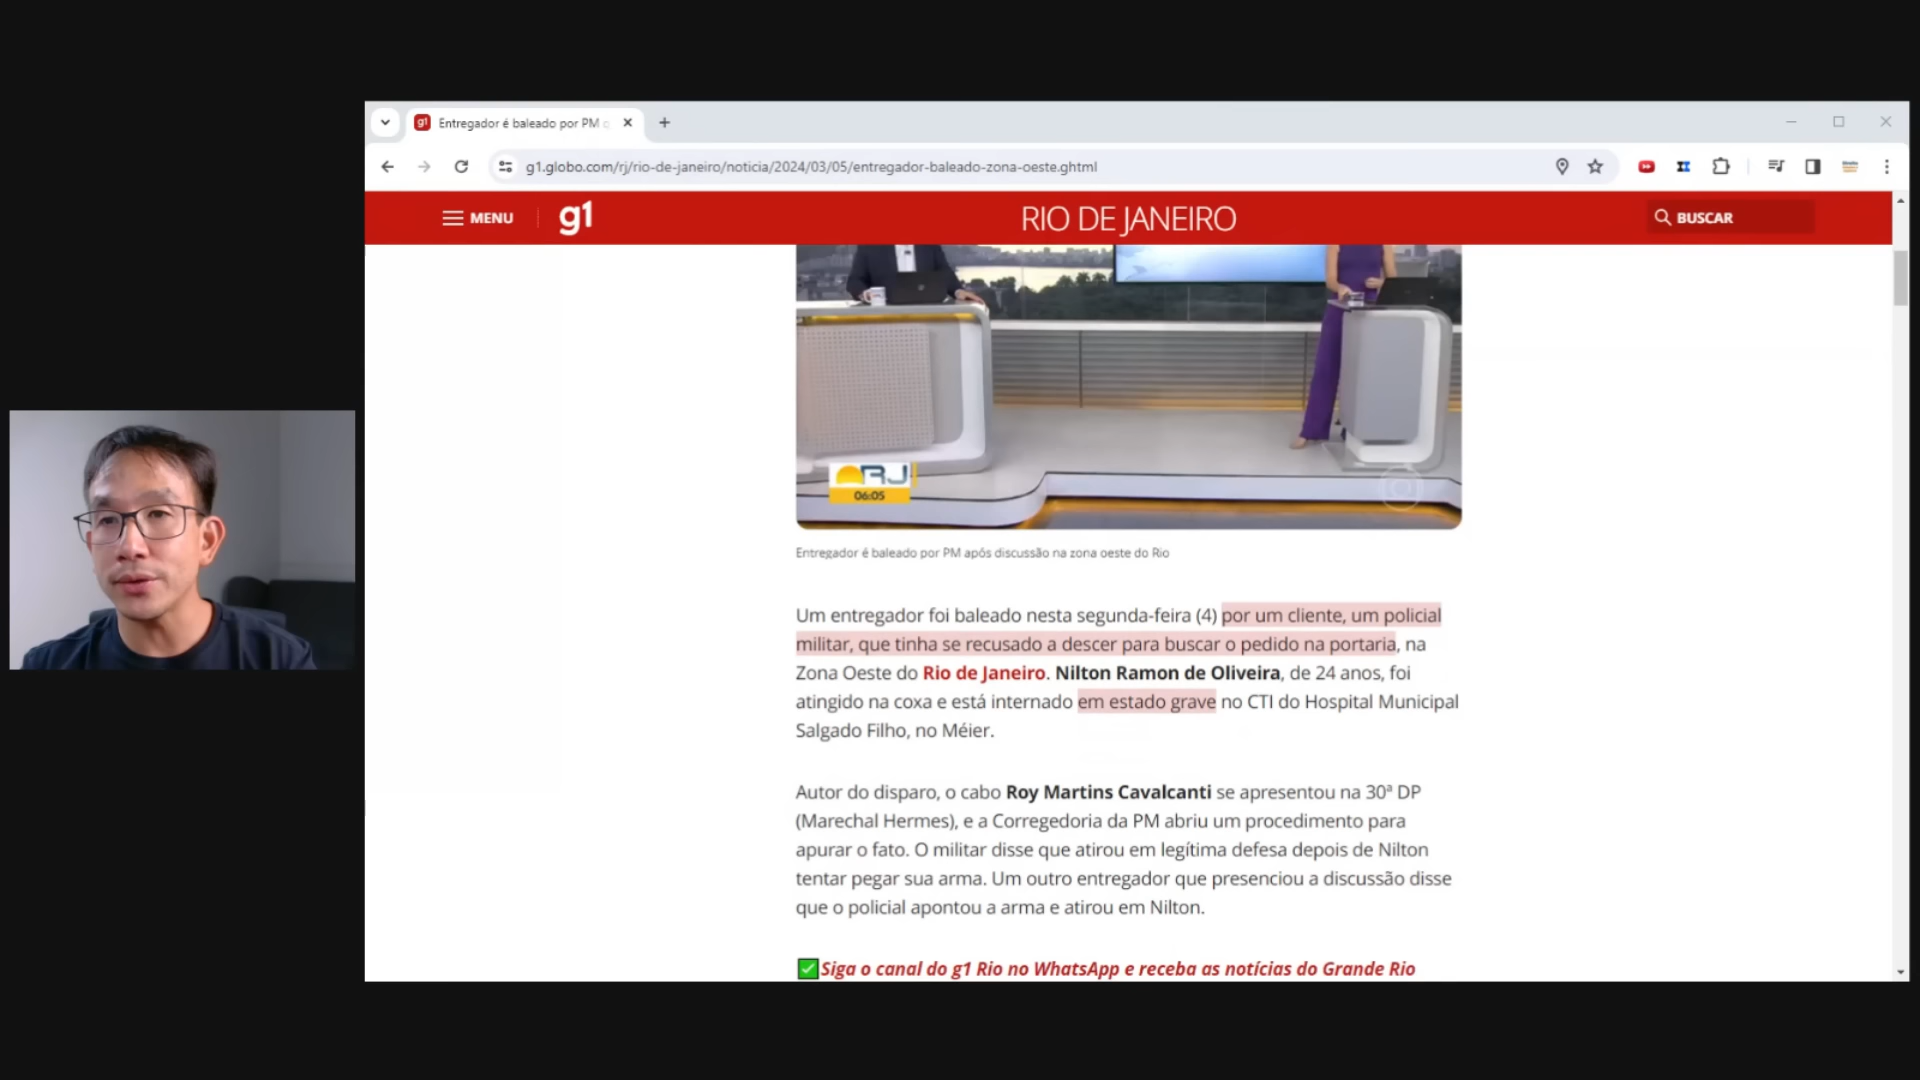 Entregador é baleado por PM
g1.globo.com/rj/rio-de-janeiro/noticia/2024/03/05/entregador-baleado-zona-oeste.ghtml
MENU g1 RIO DE JANEIRO BUSCAR
RJ
06:05
Entregador é baleado por PM após discussão na zona oeste do Rio
Um entregador foi baleado nesta segunda-feira (4) por um cliente, um policial
militar, que tinha se recusado a descer para buscar o pedido na portaria, na
Zona Oeste do Rio de Janeiro. Nilton Ramon de Oliveira, de 24 anos, foi
atingido na coxa e está internado em estado grave no CTI do Hospital Municipal
Salgado Filho, no Méier.
Autor do disparo, o cabo Roy Martins Cavalcanti se apresentou na 30ª DP
(Marechal Hermes), e a Corregedoria da PM abriu um procedimento para
apurar o fato. O militar disse que atirou em legítima defesa depois de Nilton
tentar pegar sua arma. Um outro entregador que presenciou a discussão disse
que o policial apontou a arma e atirou em Nilton.
✅Siga o canal do g1 Rio no WhatsApp e receba as notícias do Grande Rio